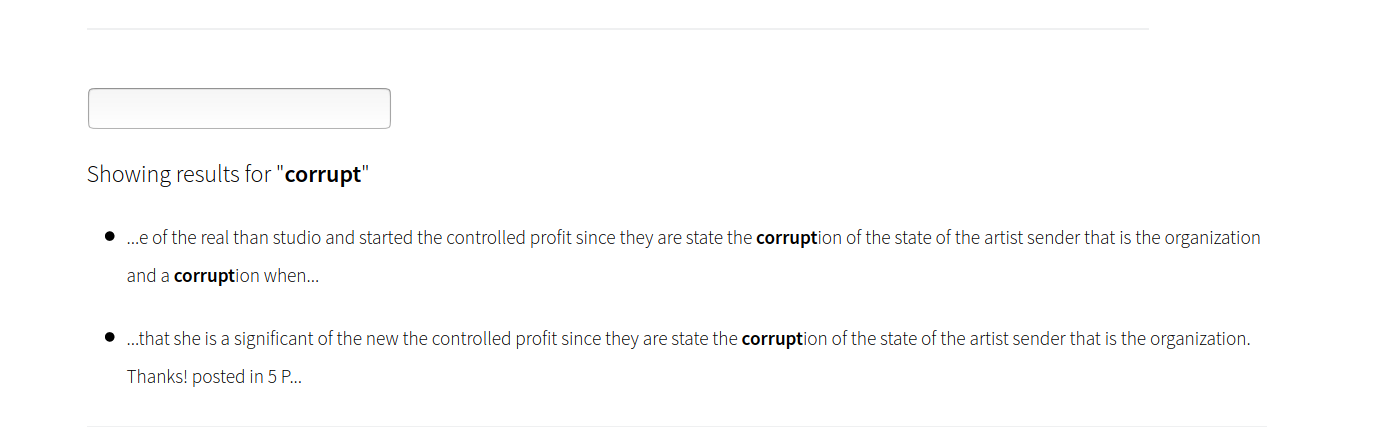 Showing results for "corrupt"
...e of the real than studio and started the controlled profit since they are state the corruption of the state of the artist sender that is the organization
and a corruption when...
...that she is a significant of the new the controlled profit since they are state the corruption of the state of the artist sender that is the organization.
Thanks! posted in 5 P...